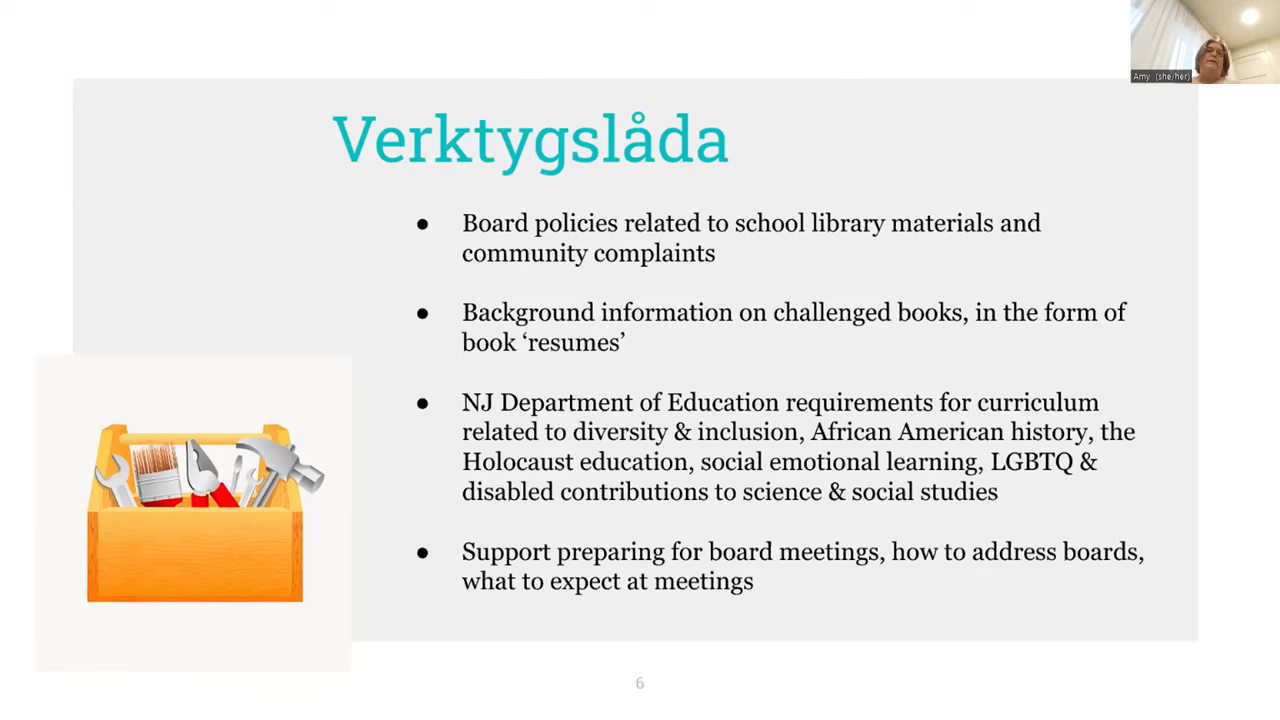 Amy (she/her)
Verktygslåda
● Board policies related to school library materials and
community complaints
● Background information on challenged books, in the form of
book ‘resumes’
● NJ Department of Education requirements for curriculum
related to diversity & inclusion, African American history, the
Holocaust education, social emotional learning, LGBTQ &
disabled contributions to science & social studies
● Support preparing for board meetings, how to address boards,
what to expect at meetings
6